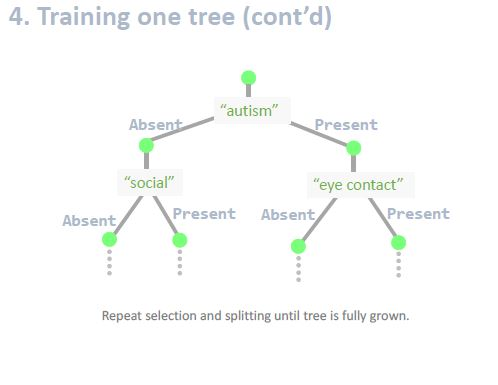 4. Training one tree (cont’d)
“autism”
Absent
Present
“social”
“eye contact”
Absent
Present
Absent
Present
Repeat selection and splitting until tree is fully grown.